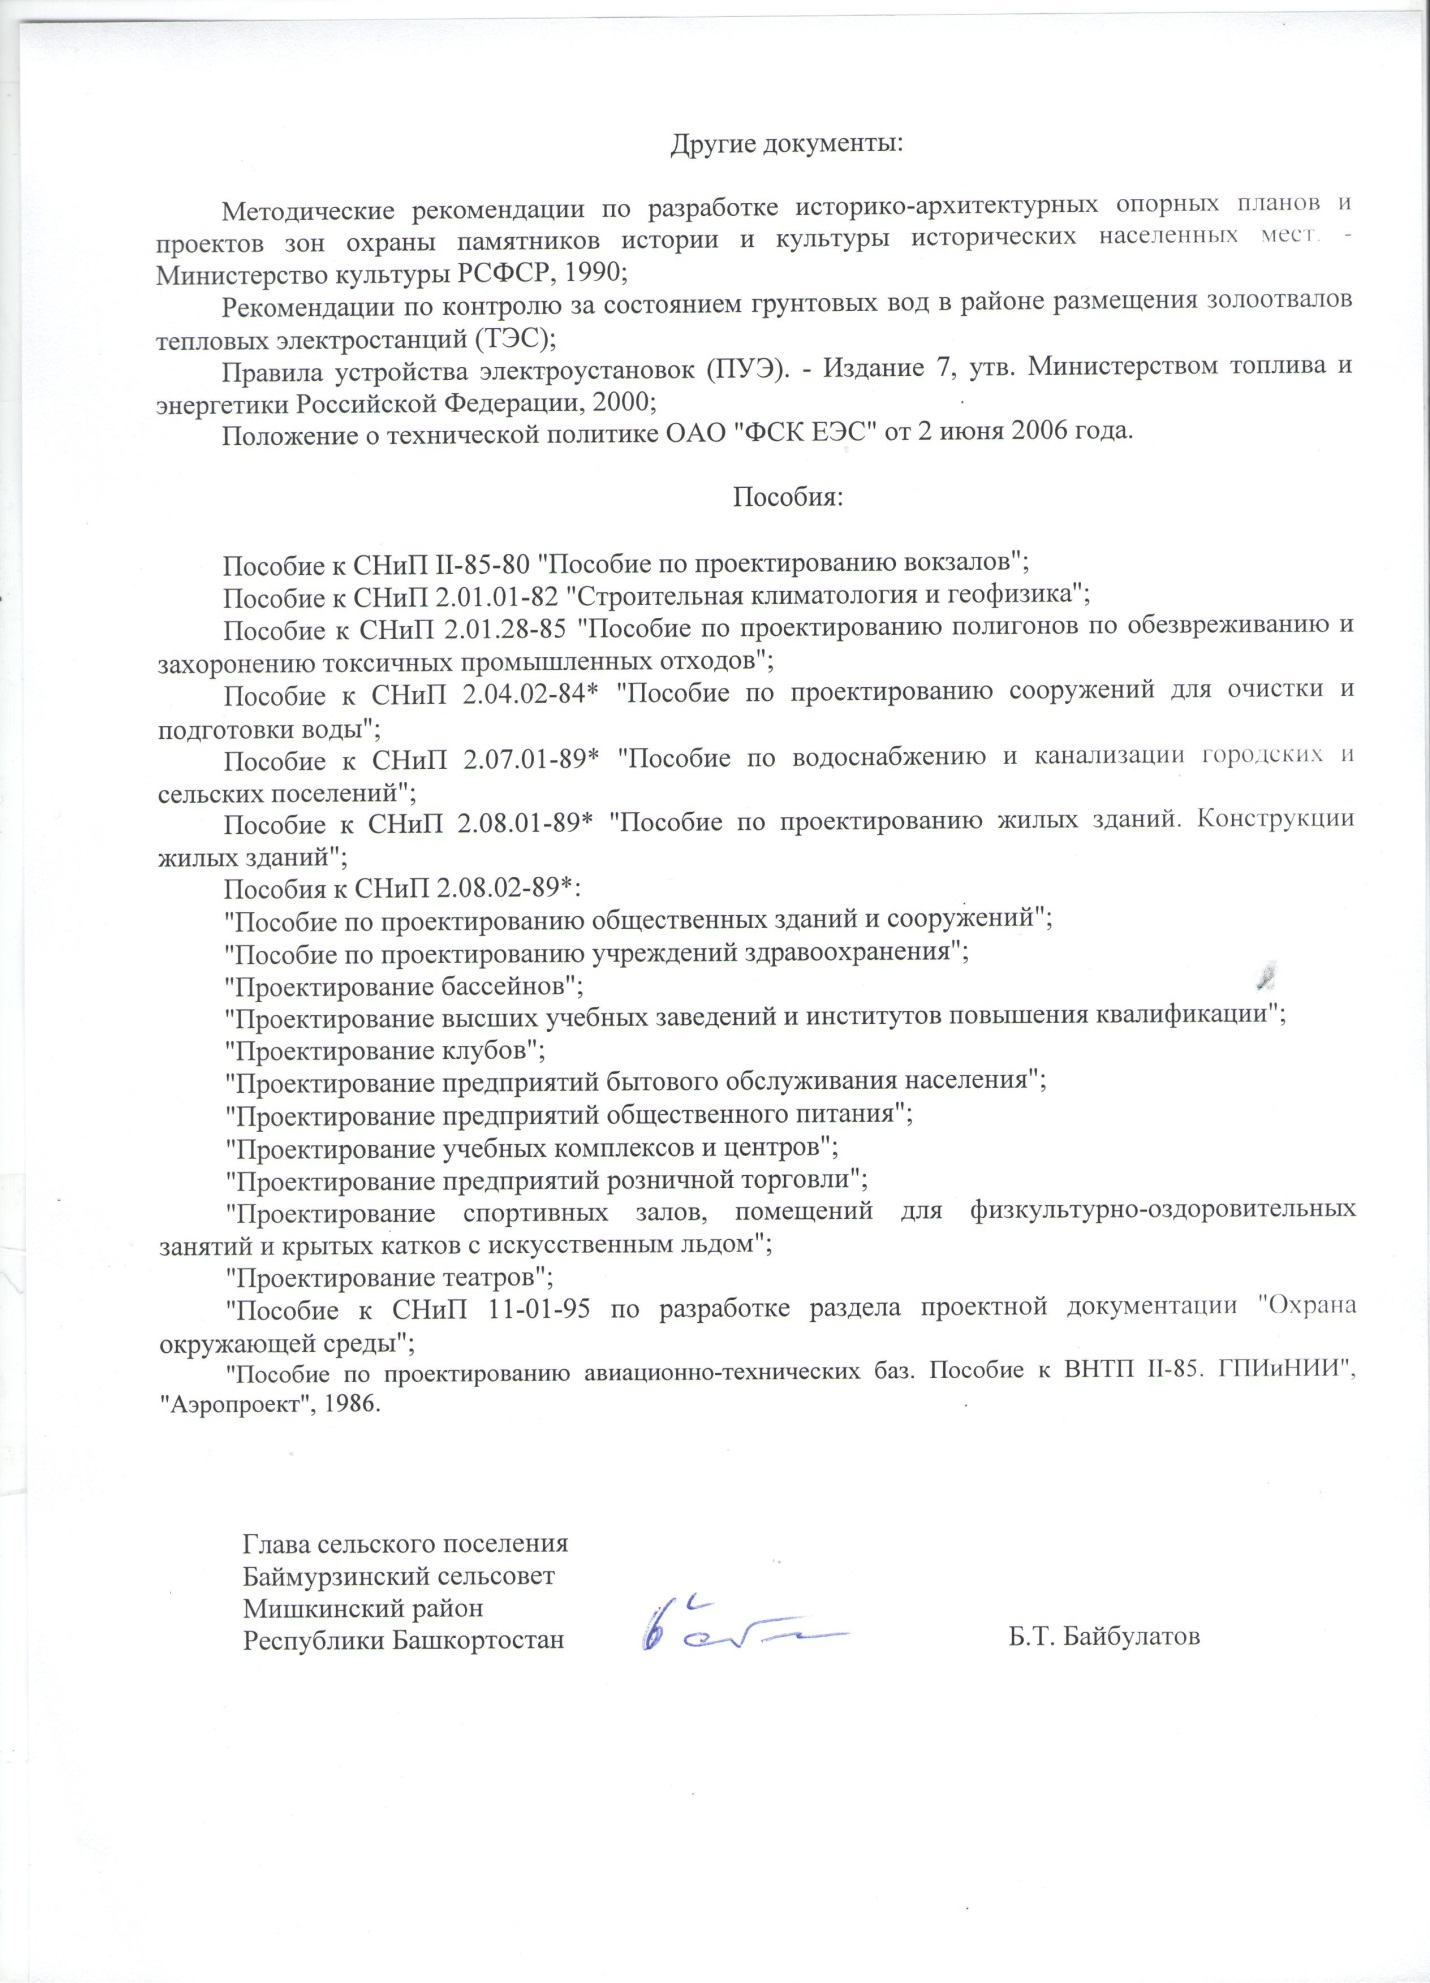 Другие документы:
Методические рекомендации по разработке историко-архитектурных опорных планов и
проектов зон охраны памятников истории и культуры исторических населенных мест. -
Министерство культуры РСФСР, 1990;
Рекомендации по контролю за состоянием грунтовых вод в районе размещения золоотвалов
тепловых электростанций (ТЭС);
Правила устройства электроустановок (ПУЭ). - Издание 7, утв. Министерством топлива и
энергетики Российской Федерации, 2000;
Положение о технической политике ОАО "ФСК ЕЭС" от 2 июня 2006 года.
Пособия:
Пособие к СНиП II-85-80 "Пособие по проектированию вокзалов";
Пособие к СНиП 2.01.01-82 "Строительная климатология и геофизика";
Пособие к СНиП 2.01.28-85 "Пособие по проектированию полигонов по обезвреживанию и
захоронению токсичных промышленных отходов";
Пособие к СНиП 2.04.02-84* "Пособие по проектированию сооружений для очистки и
подготовки воды";
Пособие к СНиП 2.07.01-89* "Пособие по водоснабжению и канализации городских и
сельских поселений";
Пособие к СНиП 2.08.01-89* "Пособие по проектированию жилых зданий. Конструкции
жилых зданий";
Пособия к СНиП 2.08.02-89*:
"Пособие по проектированию общественных зданий и сооружений";
"Пособие по проектированию учреждений здравоохранения";
"Проектирование бассейнов";
"Проектирование высших учебных заведений и институтов повышения квалификации";
"Проектирование клубов";
"Проектирование предприятий бытового обслуживания населения";
"Проектирование предприятий общественного питания";
"Проектирование учебных комплексов и центров";
"Проектирование предприятий розничной торговли";
"Проектирование спортивных залов, помещений для физкультурно-оздоровительных
занятий и крытых катков с искусственным льдом";
"Проектирование театров";
"Пособие к СНиП 11-01-95 по разработке раздела проектной документации "Охрана
окружающей среды";
"Пособие по проектированию авиационно-технических баз. Пособие к ВНТП II-85. ГПИиНИИ",
"Аэропроект", 1986.
Глава сельского поселения
Баймурзинский сельсовет
Мишкинский район
Республики Башкортостан Б.Т. Байбулатов